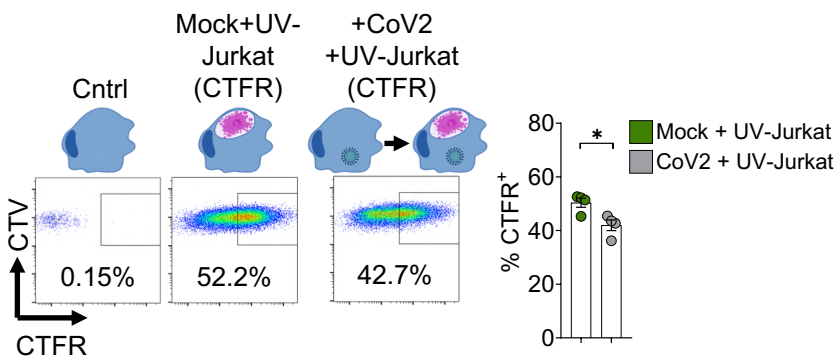 Cntrl
Mock+UV-
Jurkat
(CTFR)
+CoV2
+UV-Jurkat
(CTFR)
CTV
0.15%
52.2%
42.7%
CTFR
% CTFR+
80
60
40
20
0
*
Mock + UV-Jurkat
CoV2 + UV-Jurkat